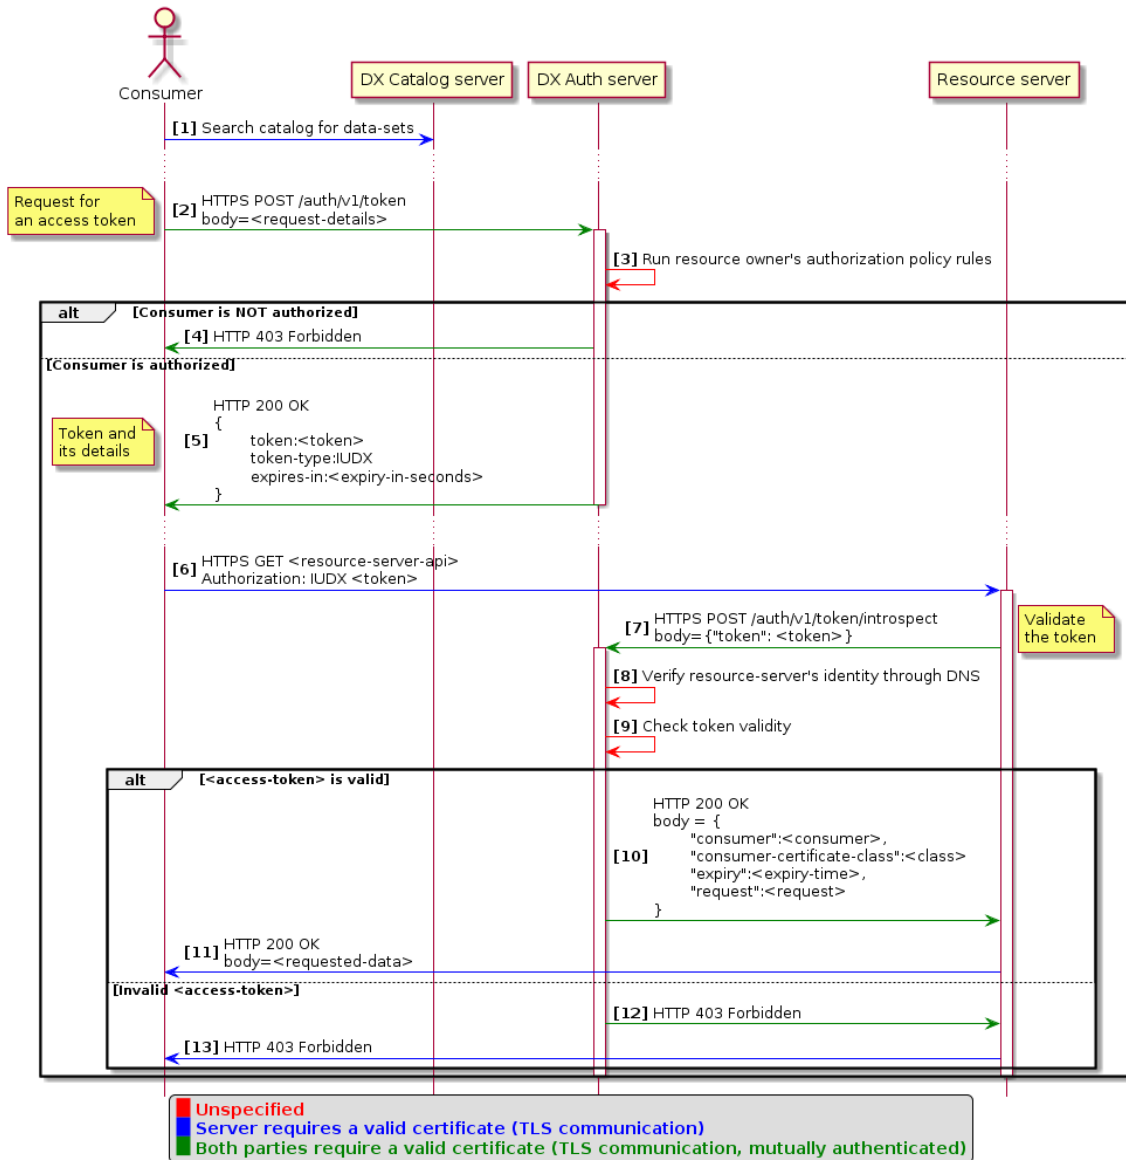 Consumer
DX Catalog server
DX Auth server
Resource server
[1] Search catalog for data-sets
Request for
an access token
[2] HTTPS POST /auth/v1/token
body=<request-details>
[3] Run resource owner's authorization policy rules
alt [Consumer is NOT authorized]
[4] HTTP 403 Forbidden
[Consumer is authorized]
Token and
its details
[5] HTTP 200 OK
{
token:<token>
token-type:IUDX
expires-in:<expiry-in-seconds>
}
[6] HTTPS GET <resource-server-api>
Authorization: IUDX <token>
Validate
the token
[7] HTTPS POST /auth/v1/token/introspect
body= {"token": <token> }
[8] Verify resource-server's identity through DNS
[9] Check token validity
alt [<access-token> is valid]
[10] HTTP 200 OK
body = {
"consumer":<consumer>,
"consumer-certificate-class":<class>
"expiry":<expiry-time>,
"request":<request>
}
[11] HTTP 200 OK
body=<requested-data>
[Invalid <access-token>]
[12] HTTP 403 Forbidden
[13] HTTP 403 Forbidden
Unspecified
Server requires a valid certificate (TLS communication)
Both parties require a valid certificate (TLS communication, mutually authenticated)